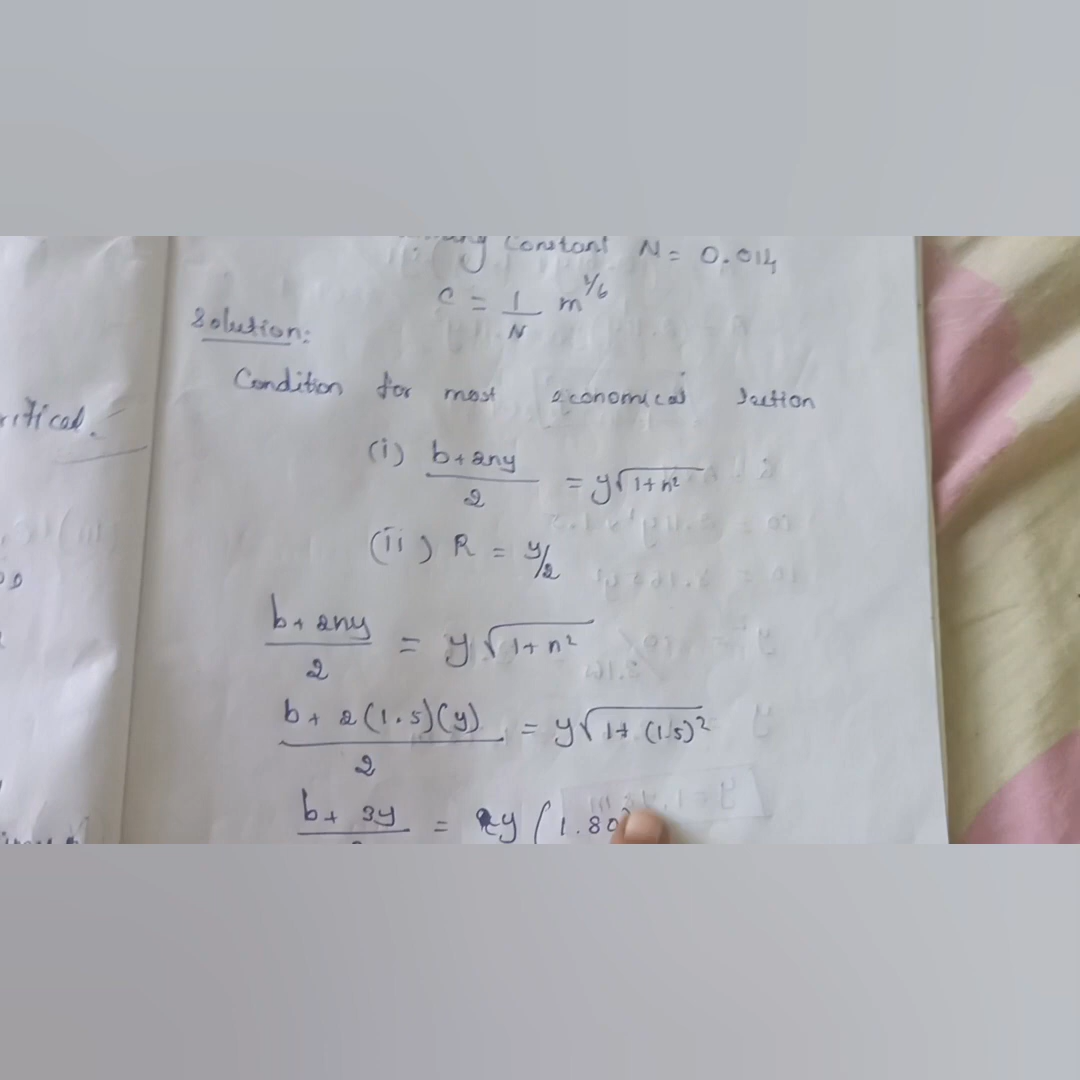 Constant N = 0.014
C = 1/N m^1/6
Solution:
Condition for most economical section
(i) b+2ny/2 = y√1+n²
(ii) R = y/2
b+2ny/2 = y√1+n²
b+2(1.5)(y)/2 = y√1+(1.5)²
b+3y = y(1.80